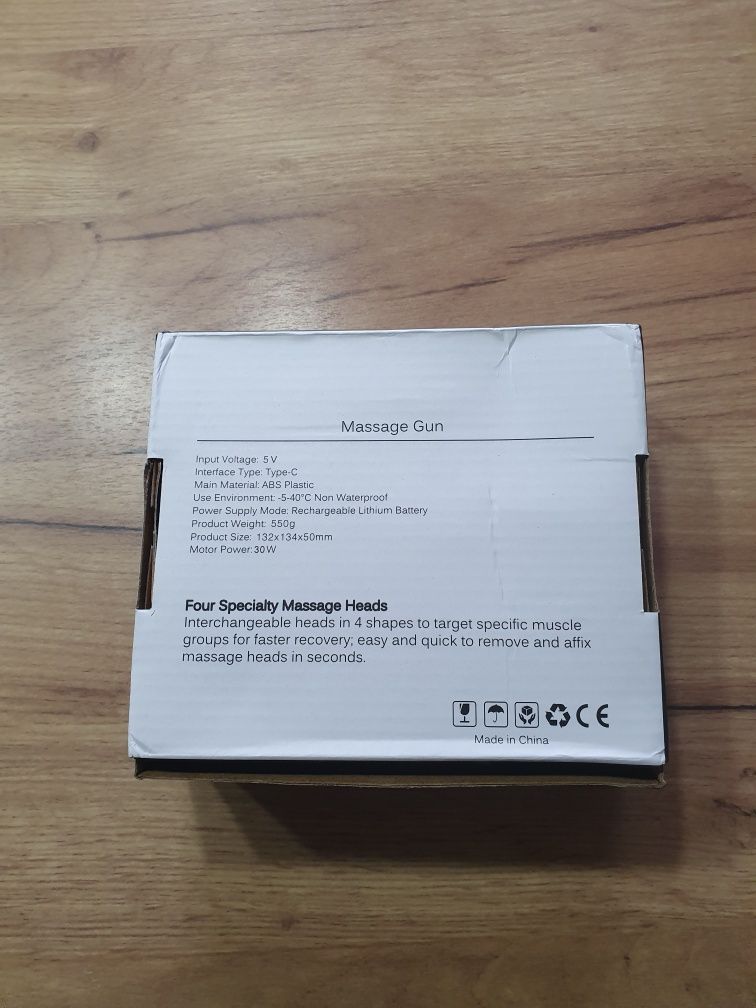 Massage Gun
Input Voltage: 5 V
Interface Type: Type-C
Main Material: ABS Plastic
Use Environment: -5-40°C Non Waterproof
Power Supply Mode: Rechargeable Lithium Battery
Product Weight: 550g
Product Size: 132x134x50mm
Motor Power: 30W
Four Specialty Massage Heads
Interchangeable heads in 4 shapes to target specific muscle
groups for faster recovery; easy and quick to remove and affix
massage heads in seconds.
CE
Made in China